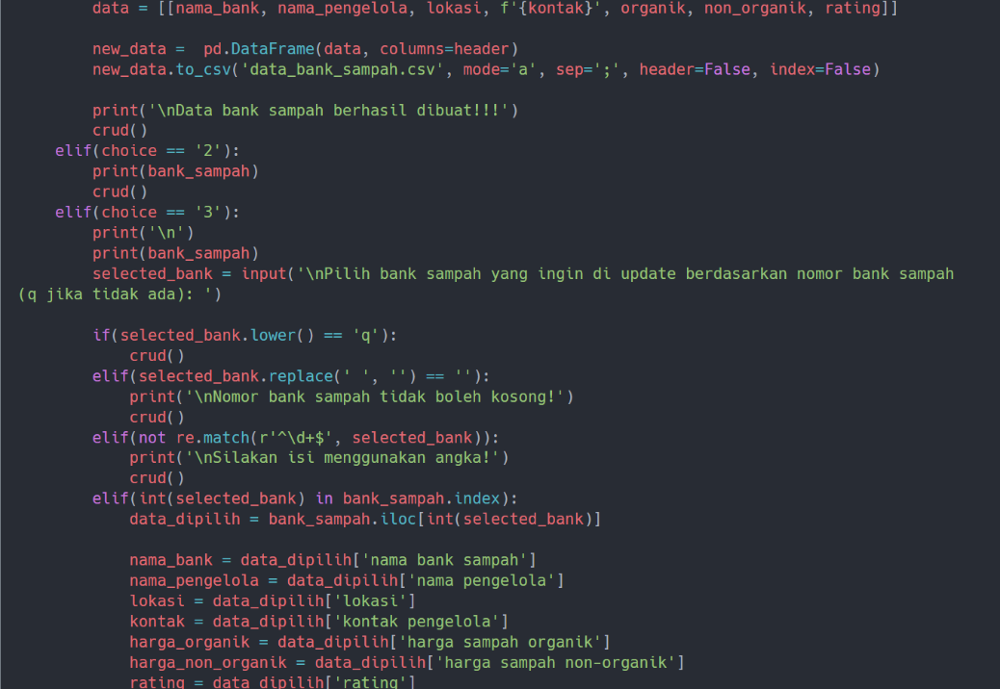 data = [[nama_bank, nama_pengelola, lokasi, f'{kontak}', organik, non_organik, rating]]
new_data =  pd.DataFrame(data, columns=header)
new_data.to_csv('data_bank_sampah.csv', mode='a', sep=';', header=False, index=False)
print('\nData bank sampah berhasil dibuat!!!')
crud()
elif(choice == '2'):
print(bank_sampah)
crud()
elif(choice == '3'):
print('\n')
print(bank_sampah)
selected_bank = input('\nPilih bank sampah yang ingin di update berdasarkan nomor bank sampah
(q jika tidak ada): ')
if(selected_bank.lower() == 'q'):
crud()
elif(selected_bank.replace(' ', '') == ''):
print('\nNomor bank sampah tidak boleh kosong!')
crud()
elif(not re.match(r'^\d+$', selected_bank)):
print('\nSilakan isi menggunakan angka!')
crud()
elif(int(selected_bank) in bank_sampah.index):
data_dipilih = bank_sampah.iloc[int(selected_bank)]
nama_bank = data_dipilih['nama bank sampah']
nama_pengelola = data_dipilih['nama pengelola']
lokasi = data_dipilih['lokasi']
kontak = data_dipilih['kontak pengelola']
harga_organik = data_dipilih['harga sampah organik']
harga_non_organik = data_dipilih['harga sampah non-organik']
rating = data_dipilih['rating']